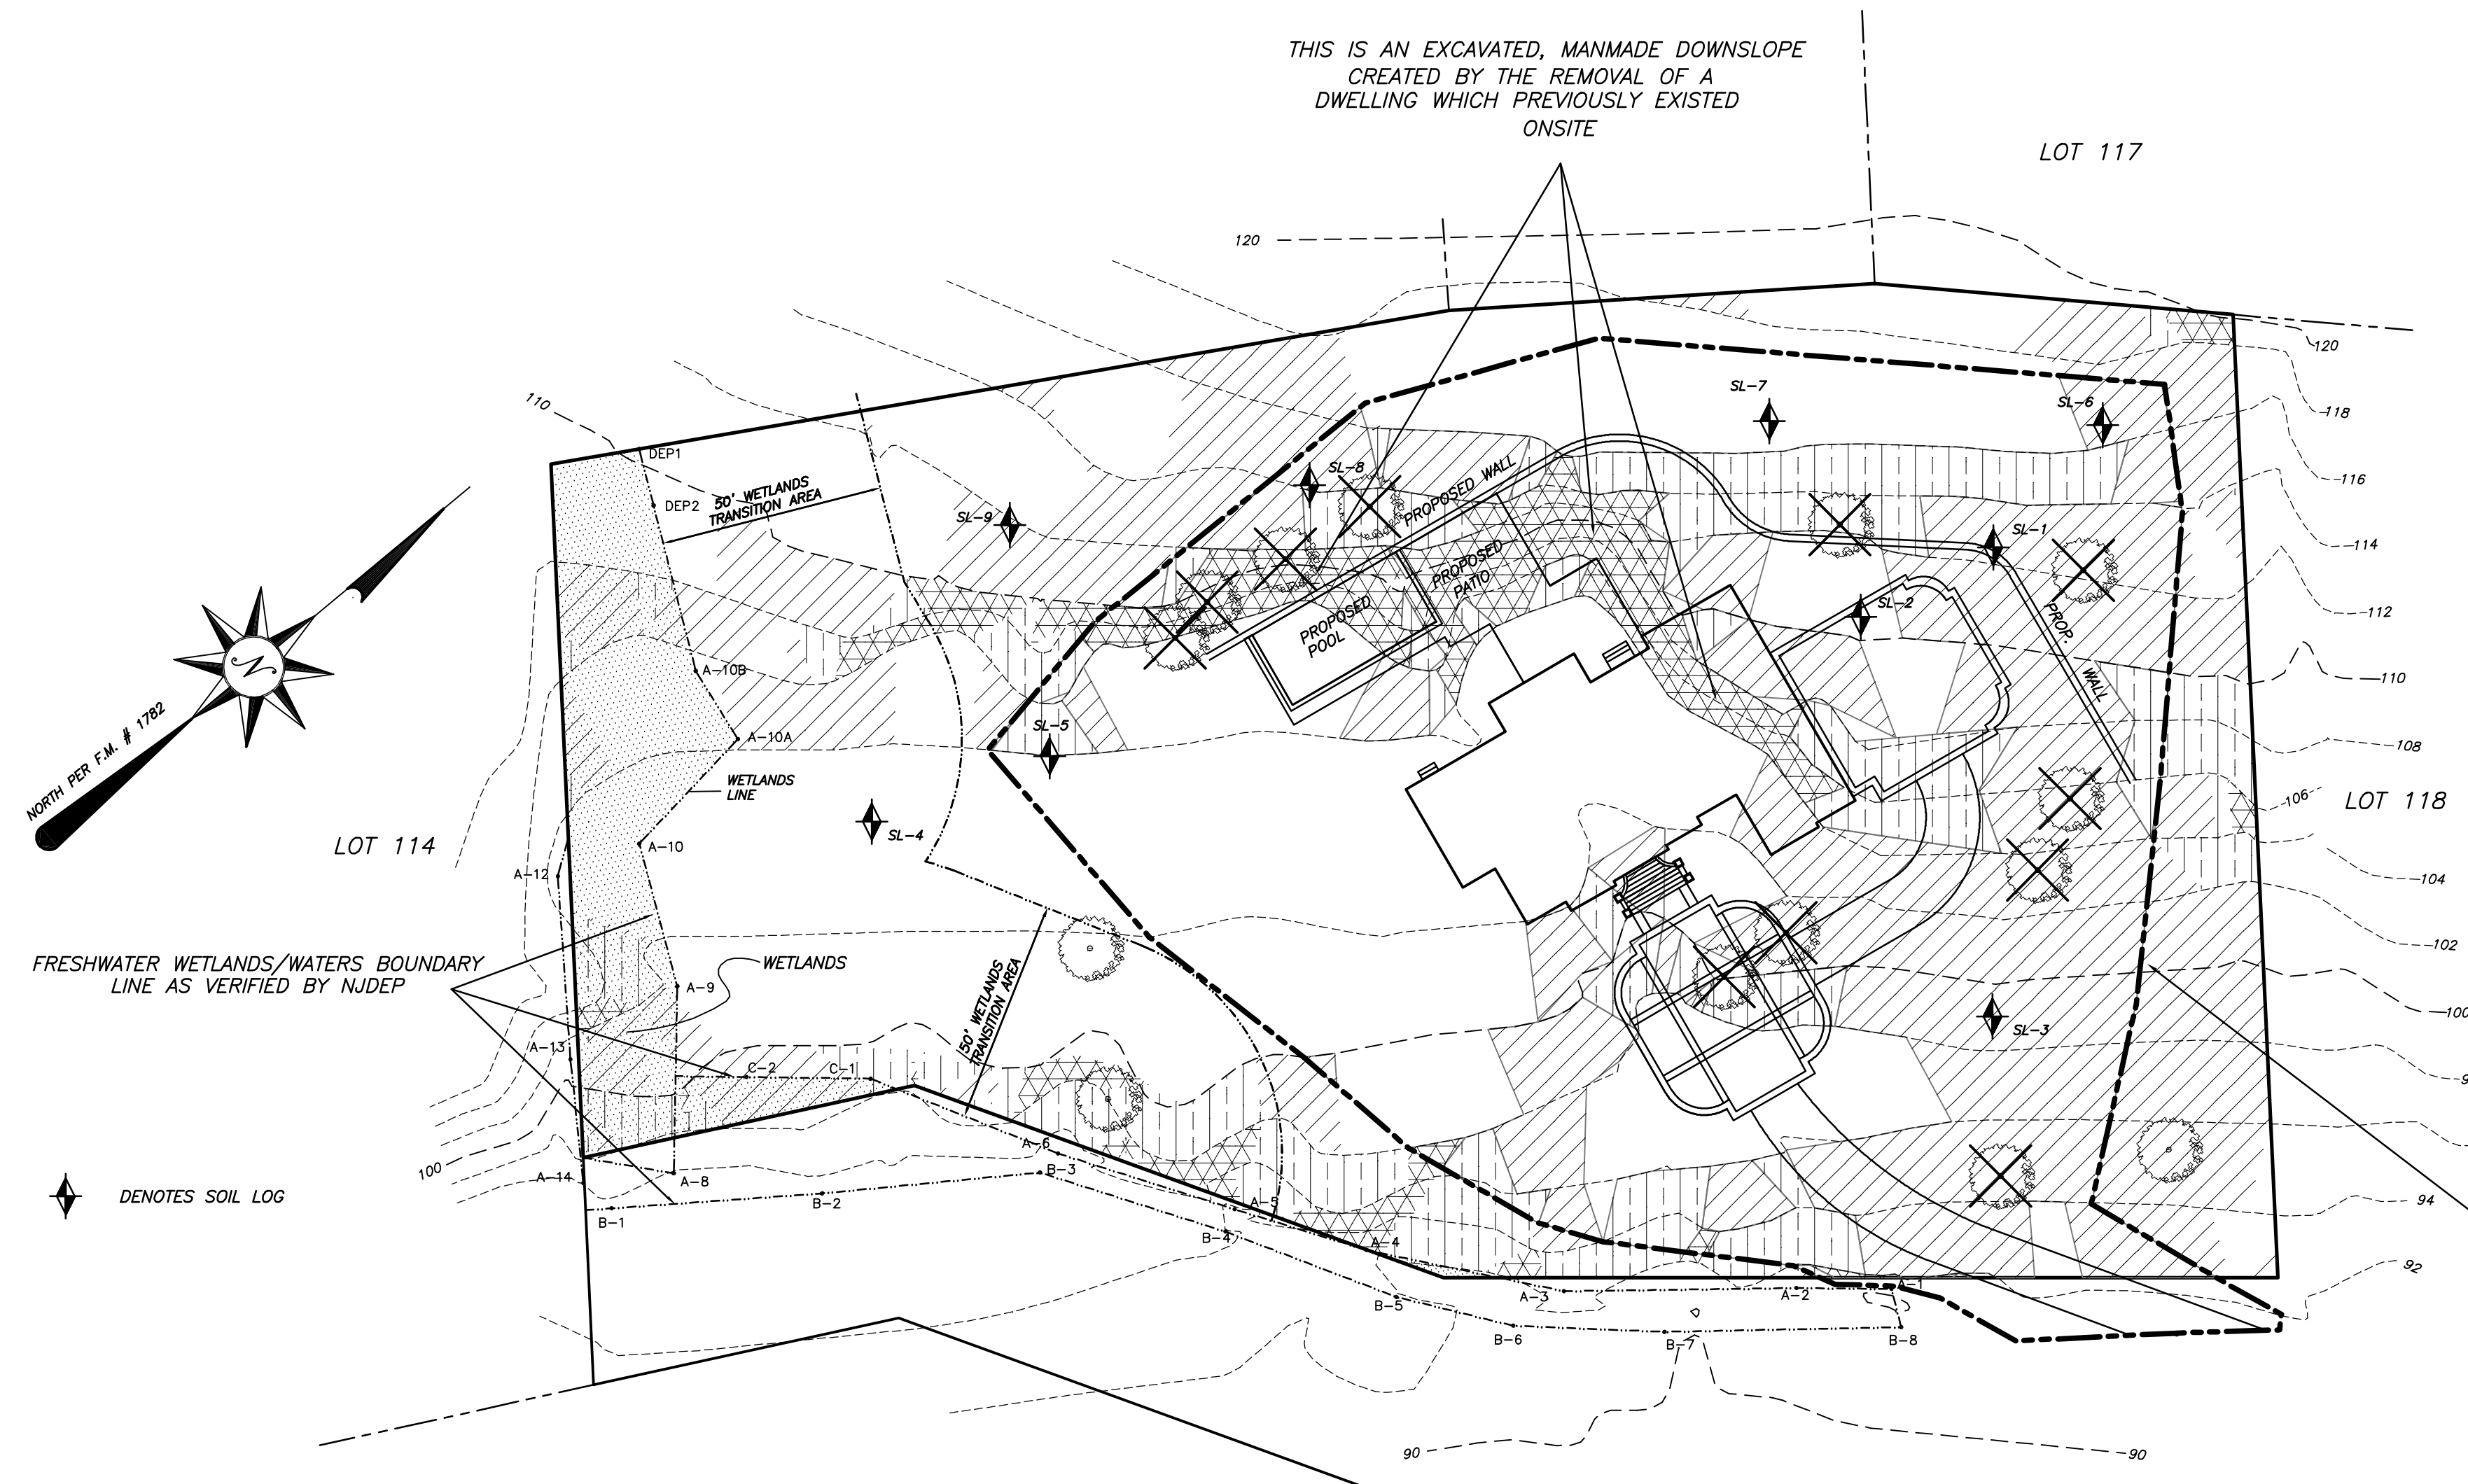 THIS IS AN EXCAVATED, MANMADE DOWNSLOPE
CREATED BY THE REMOVAL OF A
DWELLING WHICH PREVIOUSLY EXISTED
ONSITE
LOT 117
120
120
110
118
SL-7
SL-6
DEP1
SL-8
PROPOSED WALL
116
50' WETLANDS
TRANSITION AREA
DEP2
SL-9
SL-1
114
PROPOSED
PATIO
SL-2
112
PROPOSED
POOL
PROP.
WALL
A-10B
110
NORTH PER F.M. # 1782
SL-5
A-10A
108
WETLANDS
LINE
106
LOT 118
SL-4
LOT 114
A-10
A-12
104
102
FRESHWATER WETLANDS/WATERS BOUNDARY
LINE AS VERIFIED BY NJDEP
WETLANDS
A-9
50' WETLANDS
TRANSITION AREA
100
SL-3
A-13
C-2
C-1
9
A-6
100
B-3
A-14
A-8
DENOTES SOIL LOG
B-2
B-1
A-5
94
B-4
A-4
92
A-3
A-2
A-1
B-5
B-6
B-7
B-8
90
90